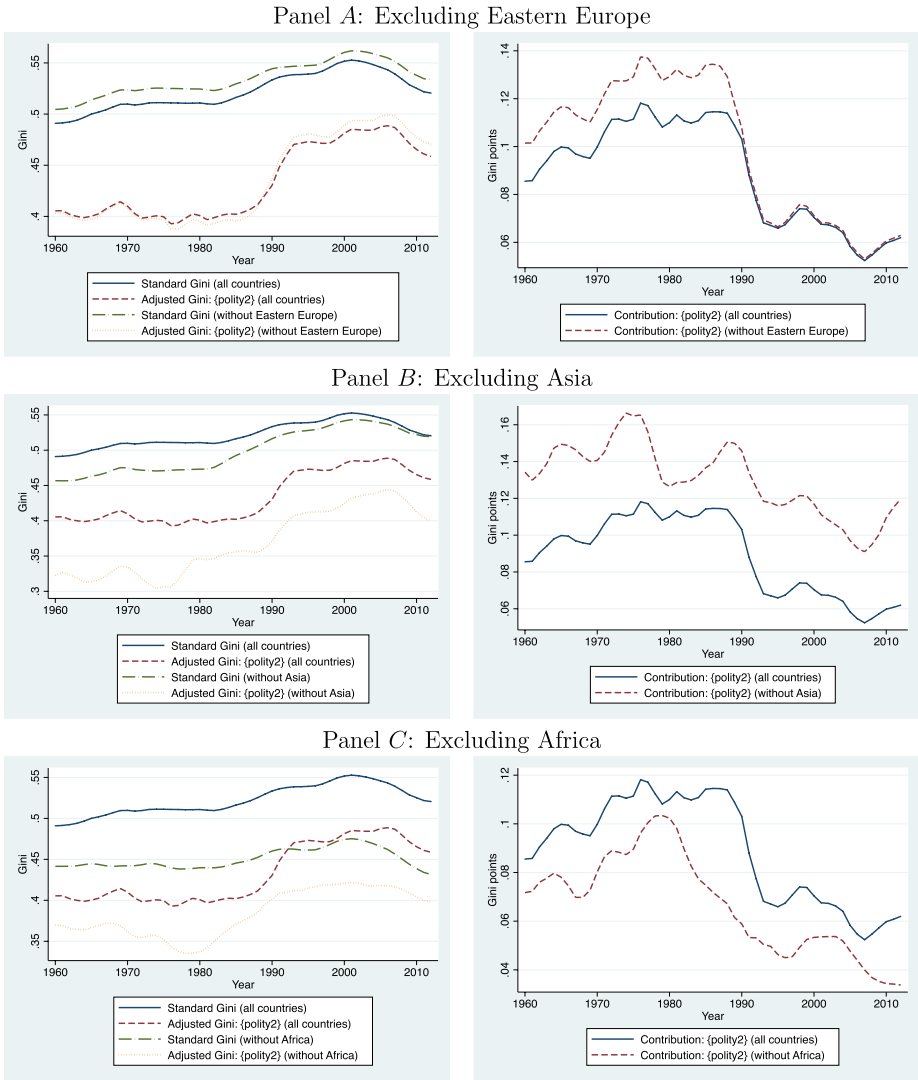 Panel A: Excluding Eastern Europe
.55
.5
.45
.4
Gini
1960 1970 1980 1990 2000 2010
Year
Standard Gini (all countries)
Adjusted Gini: {polity2} (all countries)
Standard Gini (without Eastern Europe)
Adjusted Gini: {polity2} (without Eastern Europe)
.14
.12
.1
.08
.06
Gini points
1960 1970 1980 1990 2000 2010
Year
Contribution: {polity2} (all countries)
Contribution: {polity2} (without Eastern Europe)
Panel B: Excluding Asia
.55
.5
.45
.4
.35
.3
Gini
1960 1970 1980 1990 2000 2010
Year
Standard Gini (all countries)
Adjusted Gini: {polity2} (all countries)
Standard Gini (without Asia)
Adjusted Gini: {polity2} (without Asia)
.16
.14
.12
.1
.08
.06
Gini points
1960 1970 1980 1990 2000 2010
Year
Contribution: {polity2} (all countries)
Contribution: {polity2} (without Asia)
Panel C: Excluding Africa
.55
.5
.45
.4
.35
Gini
1960 1970 1980 1990 2000 2010
Year
Standard Gini (all countries)
Adjusted Gini: {polity2} (all countries)
Standard Gini (without Africa)
Adjusted Gini: {polity2} (without Africa)
.12
.1
.08
.06
.04
Gini points
1960 1970 1980 1990 2000 2010
Year
Contribution: {polity2} (all countries)
Contribution: {polity2} (without Africa)